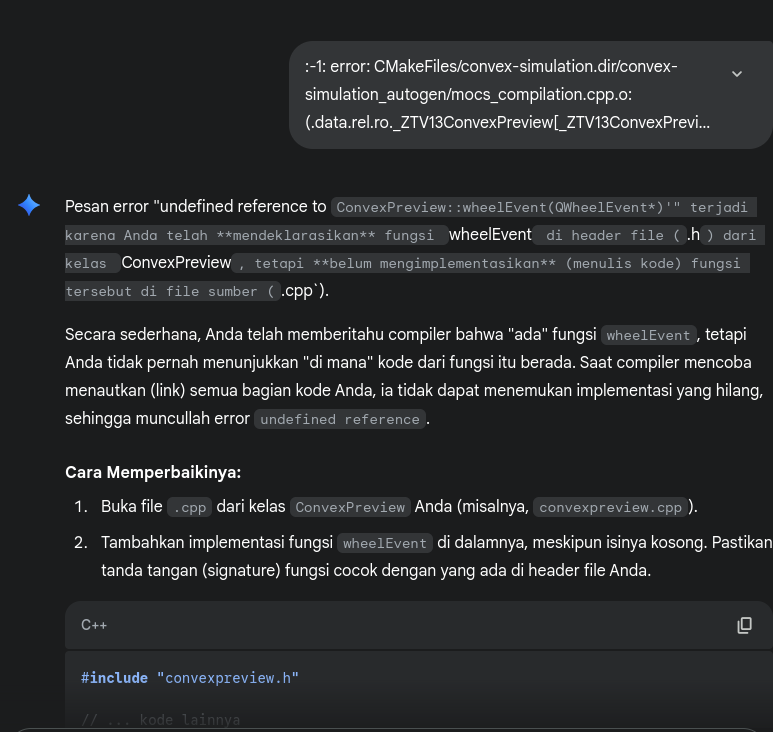 :-1: error: CMakeFiles/convex-simulation.dir/convex-
simulation_autogen/mocs_compilation.cpp.o:
(.data.rel.ro._ZTV13ConvexPreview[_ZTV13ConvexPrevi...
Pesan error "undefined reference to ConvexPreview::wheelEvent(QWheelEvent*)'" terjadi
karena Anda telah **mendeklarasikan** fungsi wheelEvent di header file (.h) dari
kelas ConvexPreview, tetapi **belum mengimplementasikan** (menulis kode) fungsi
tersebut di file sumber (.cpp`).
Secara sederhana, Anda telah memberitahu compiler bahwa "ada" fungsi wheelEvent, tetapi
Anda tidak pernah menunjukkan "di mana" kode dari fungsi itu berada. Saat compiler mencoba
menautkan (link) semua bagian kode Anda, ia tidak dapat menemukan implementasi yang hilang,
sehingga muncullah error undefined reference.
Cara Memperbaikinya:
1. Buka file .cpp dari kelas ConvexPreview Anda (misalnya, convexpreview.cpp).
2. Tambahkan implementasi fungsi wheelEvent di dalamnya, meskipun isinya kosong. Pastikan
tanda tangan (signature) fungsi cocok dengan yang ada di header file Anda.
C++
#include "convexpreview.h"
// ... kode lainnya